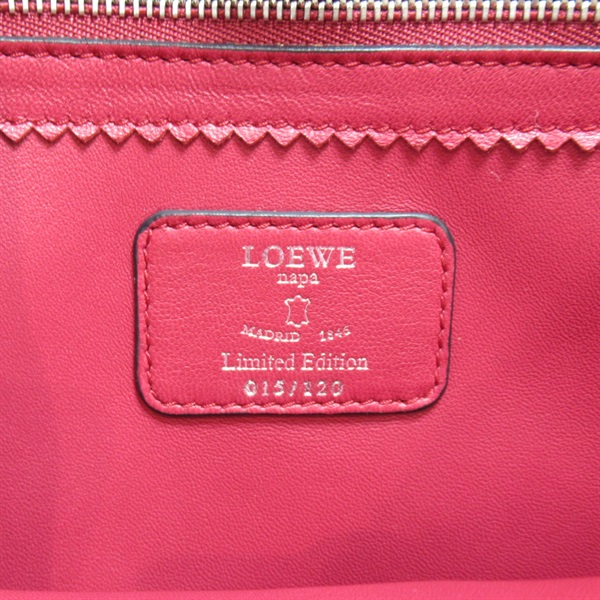 LOEWE
napa
MADRID 1846
Limited Edition
015/120